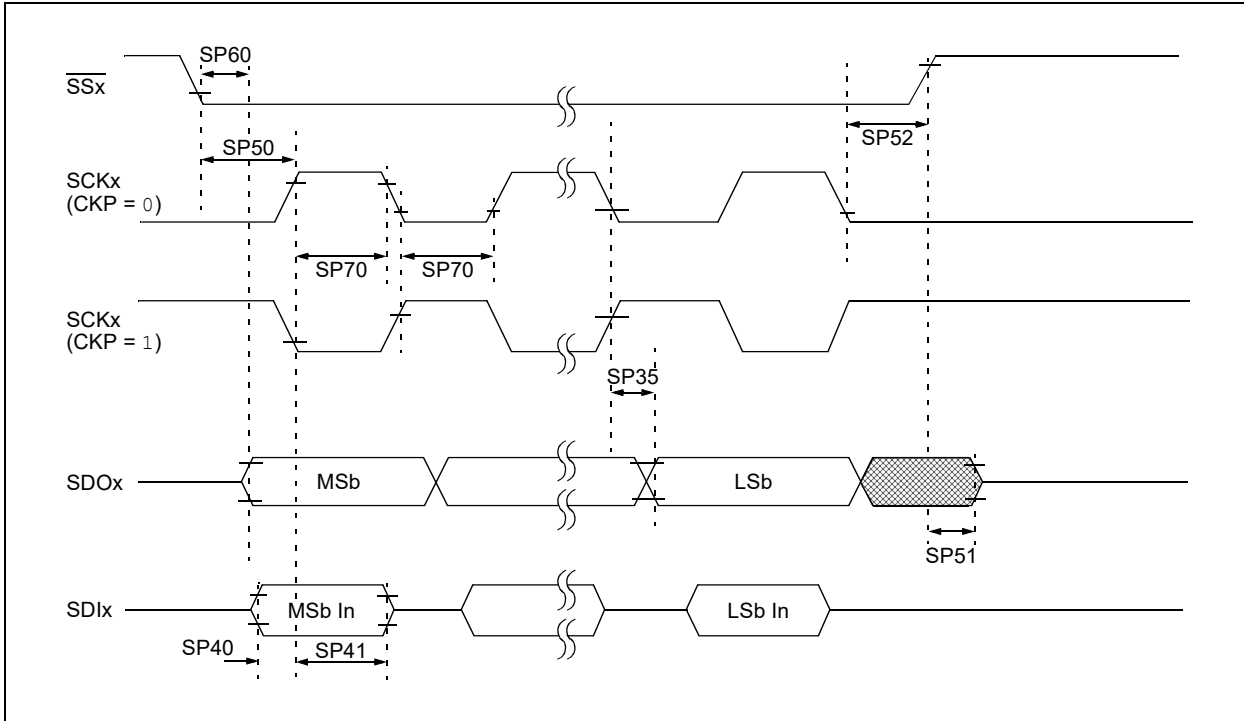 SP60
SSx
SP52
SP50
SCKx
(CKP = 0)
SP70
SP70
SCKx
(CKP = 1)
SP35
SDOx
MSb
LSb
SP51
SDIx
MSb In
LSb In
SP40
SP41